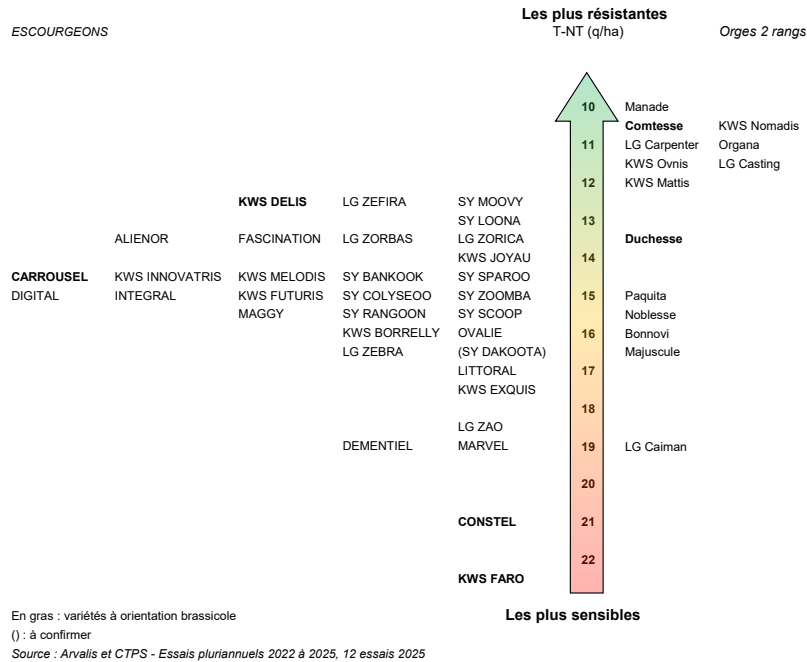 Les plus résistantes
ESCOURGEONS T-NT (q/ha) Orges 2 rangs
10 Manade
Comtesse KWS Nomadis
11 LG Carpenter Organa
KWS Ovnis LG Casting
12 KWS Mattis
KWS DELIS LG ZEFIRA SY MOOVY
SY LOONA 13
ALIENOR FASCINATION LG ZORBAS LG ZORICA Duchesse
KWS JOYAU 14
CARROUSEL KWS INNOVATRIS KWS MELODIS SY BANKOOK SY SPAROO
DIGITAL INTEGRAL KWS FUTURIS SY COLYSEOO SY ZOOMBA 15 Paquita
MAGGY SY RANGOON SY SCOOP Noblesse
KWS BORRELLY OVALIE 16 Bonnovi
LG ZEBRA (SY DAKOOTA) Majuscule
LITTORAL 17
KWS EXQUIS
18
LG ZAO
DEMENTIEL MARVEL 19 LG Caiman
20
CONSTEL 21
22
KWS FARO
En gras : variétés à orientation brassicole Les plus sensibles
() : à confirmer
Source : Arvalis et CTPS - Essais pluriannuels 2022 à 2025, 12 essais 2025